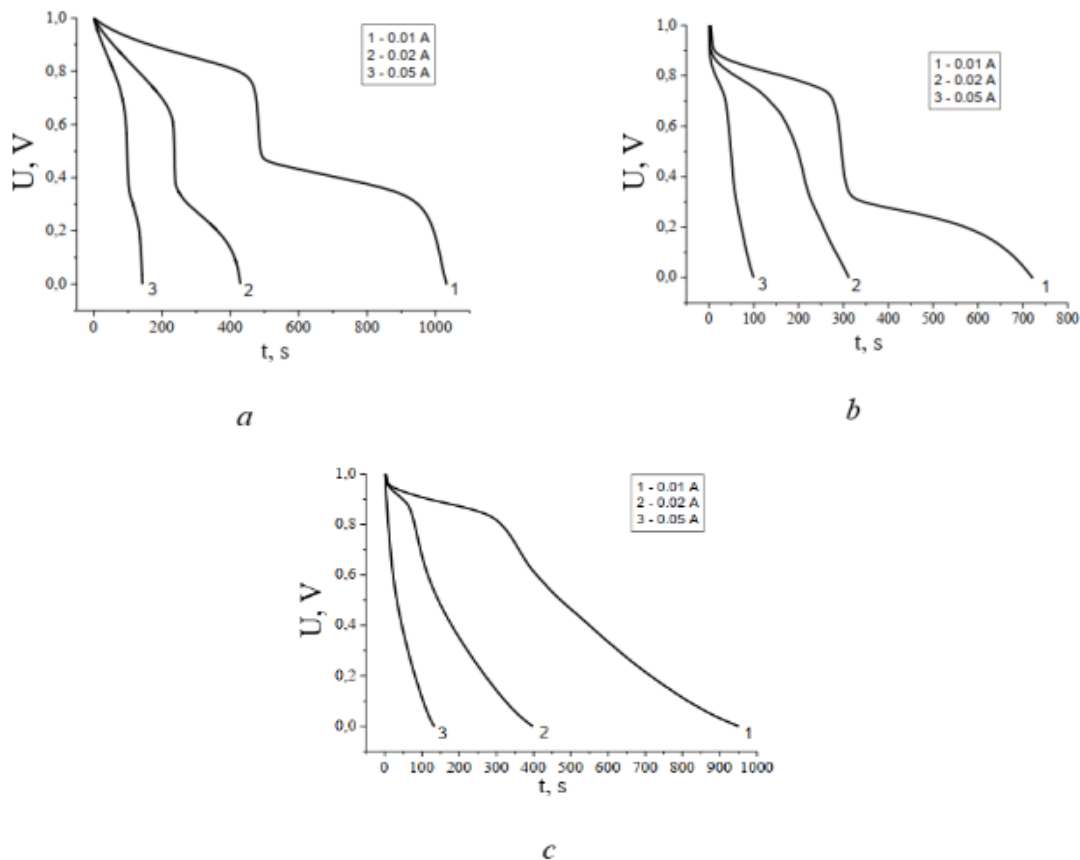 1,0
0,8
0,6
0,4
0,2
0,0
U, V
1 - 0.01 A
2 - 0.02 A
3 - 0.05 A
3
2
1
0 200 400 600 800 1000
t, s
a
1,0
0,8
0,6
0,4
0,2
0,0
U, V
1 - 0.01 A
2 - 0.02 A
3 - 0.05 A
3
2
1
0 100 200 300 400 500 600 700 800
t, s
b
1,0
0,8
0,6
0,4
0,2
0,0
U, V
1 - 0.01 A
2 - 0.02 A
3 - 0.05 A
3
2
1
0 100 200 300 400 500 600 700 800 900 1000
t, s
c